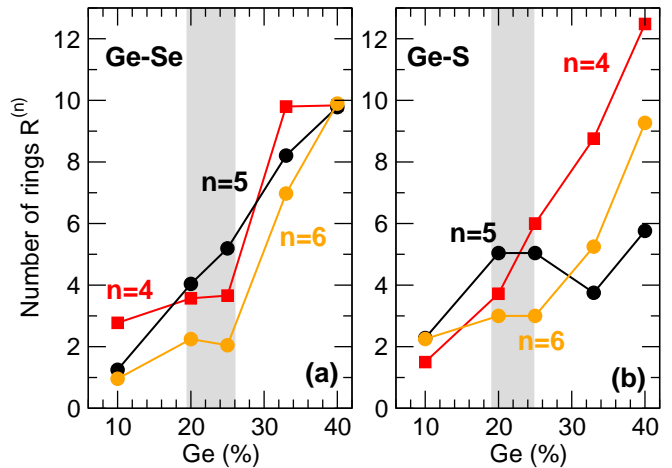 Number of rings R^(n)
12
10
8
6
4
2
0
Ge-Se
n=5
n=6
n=4
(a)
10 20 30 40
Ge (%)
12
10
8
6
4
2
0
Ge-S
n=4
n=5
n=6
(b)
10 20 30 40
Ge (%)